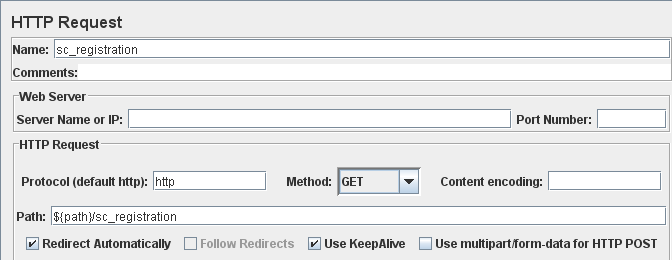 HTTP Request
Name: sc_registration
Comments:
Web Server
Server Name or IP: Port Number:
HTTP Request
Protocol (default http): http Method: GET Content encoding:
Path: ${path}/sc_registration
Redirect Automatically Follow Redirects Use KeepAlive Use multipart/form-data for HTTP POST